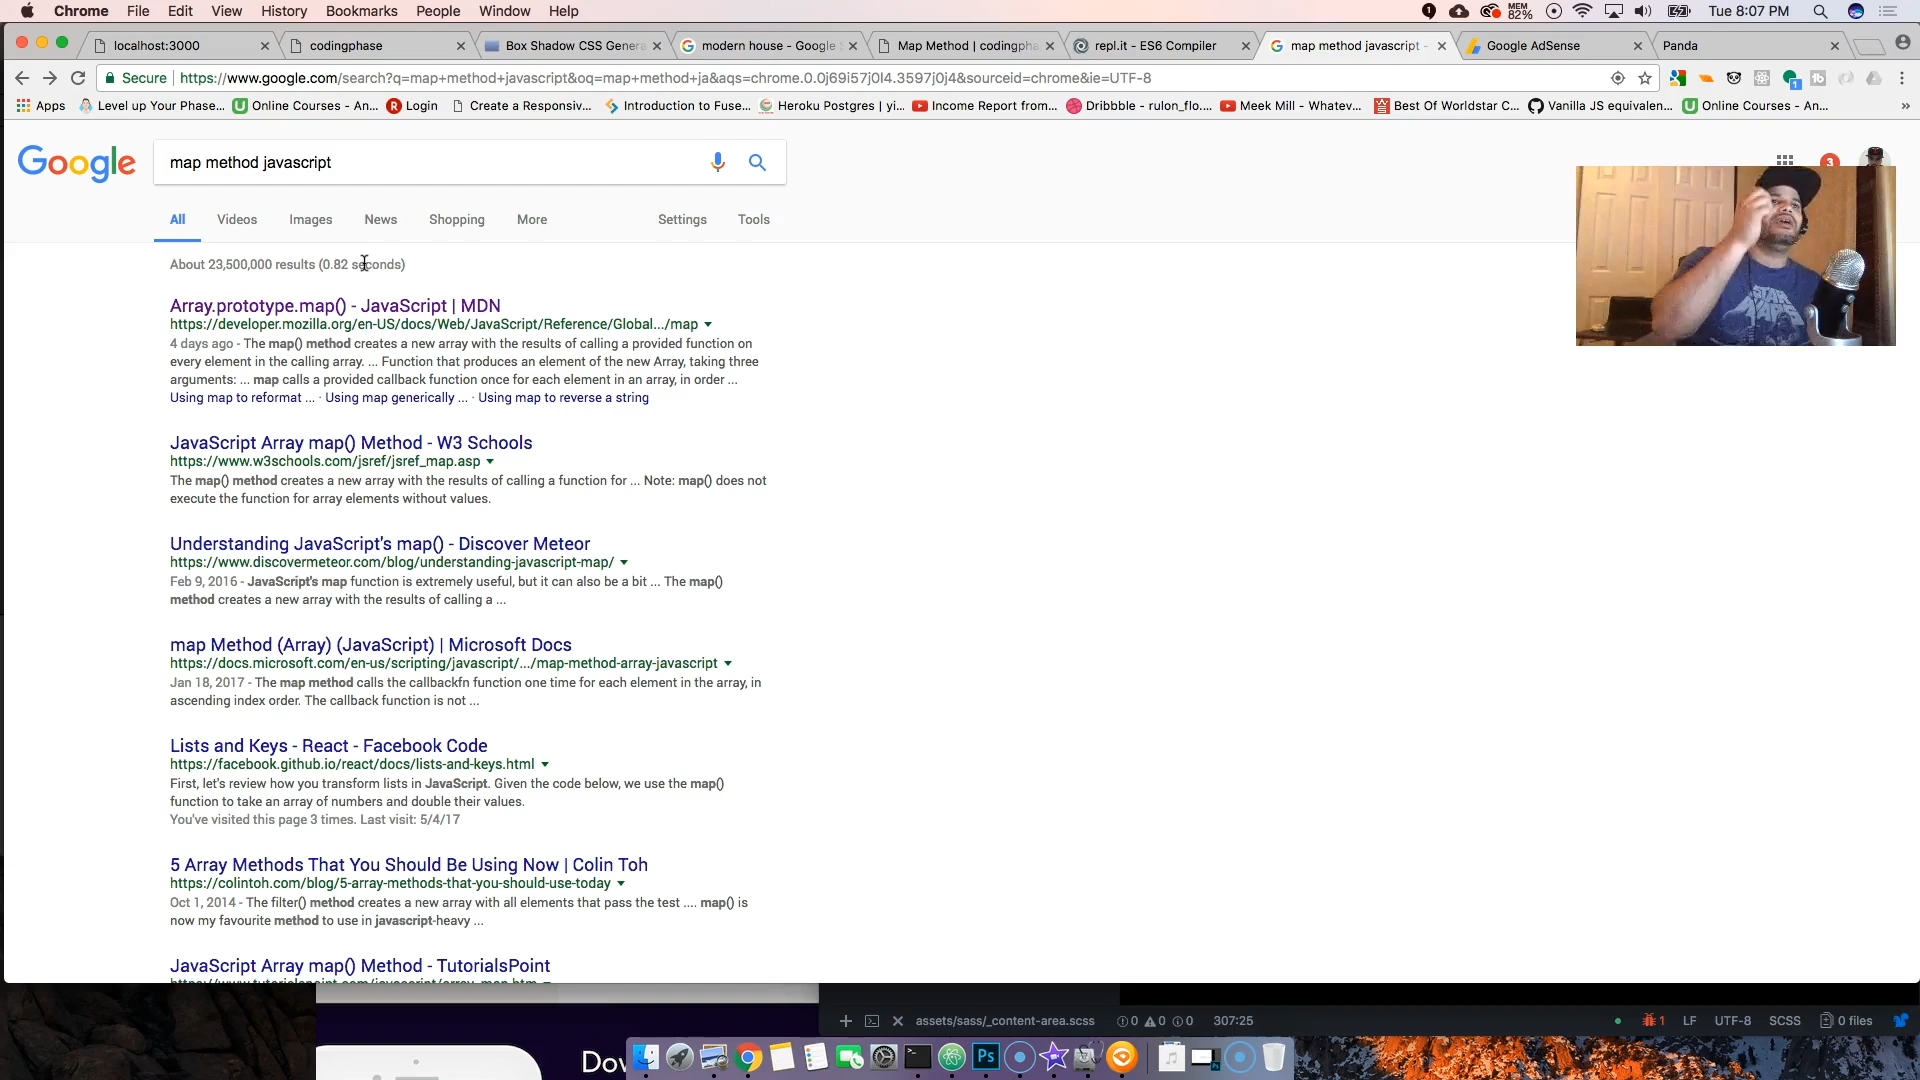 Chrome File Edit View History Bookmarks People Window Help
MEM 82% Tue 8:07 PM
localhost:3000
codingphase
Box Shadow CSS Genera
modern house - Google
Map Method | codingpha
repl.it - ES6 Compiler
map method javascript -
Google AdSense
Panda
Secure | https://www.google.com/search?q=map+method+javascript&oq=map+method+ja&aqs=chrome.0.0j69i57j0l4.3597j0j4&sourceid=chrome&ie=UTF-8
Apps Level up Your Phase... Online Courses - An... Login Create a Responsiv... Introduction to Fuse... Heroku Postgres | yi... Income Report from... Dribbble - rulon_flo.... Meek Mill - Whatev... Best Of Worldstar C... Vanilla JS equivalen... Online Courses - An... »
Google
map method javascript
3
All Videos Images News Shopping More Settings Tools
About 23,500,000 results (0.82 seconds)
Array.prototype.map() - JavaScript | MDN
https://developer.mozilla.org/en-US/docs/Web/JavaScript/Reference/Global.../map
4 days ago - The map() method creates a new array with the results of calling a provided function on
every element in the calling array. ... Function that produces an element of the new Array, taking three
arguments: ... map calls a provided callback function once for each element in an array, in order ...
Using map to reformat ... · Using map generically ... · Using map to reverse a string
JavaScript Array map() Method - W3 Schools
https://www.w3schools.com/jsref/jsref_map.asp
The map() method creates a new array with the results of calling a function for ... Note: map() does not
execute the function for array elements without values.
Understanding JavaScript's map() - Discover Meteor
https://www.discovermeteor.com/blog/understanding-javascript-map/
Feb 9, 2016 - JavaScript's map function is extremely useful, but it can also be a bit ... The map()
method creates a new array with the results of calling a ...
map Method (Array) (JavaScript) | Microsoft Docs
https://docs.microsoft.com/en-us/scripting/javascript/.../map-method-array-javascript
Jan 18, 2017 - The map method calls the callbackfn function one time for each element in the array, in
ascending index order. The callback function is not ...
Lists and Keys - React - Facebook Code
https://facebook.github.io/react/docs/lists-and-keys.html
First, let's review how you transform lists in JavaScript. Given the code below, we use the map()
function to take an array of numbers and double their values.
You've visited this page 3 times. Last visit: 5/4/17
5 Array Methods That You Should Be Using Now | Colin Toh
https://colintoh.com/blog/5-array-methods-that-you-should-use-today
Oct 1, 2014 - The filter() method creates a new array with all elements that pass the test .... map() is
now my favourite method to use in javascript-heavy ...
JavaScript Array map() Method - TutorialsPoint
STAR WARS
assets/sass/_content-area.scss 0 0 0 307:25 1 LF UTF-8 SCSS 0 files
Dov
Ps